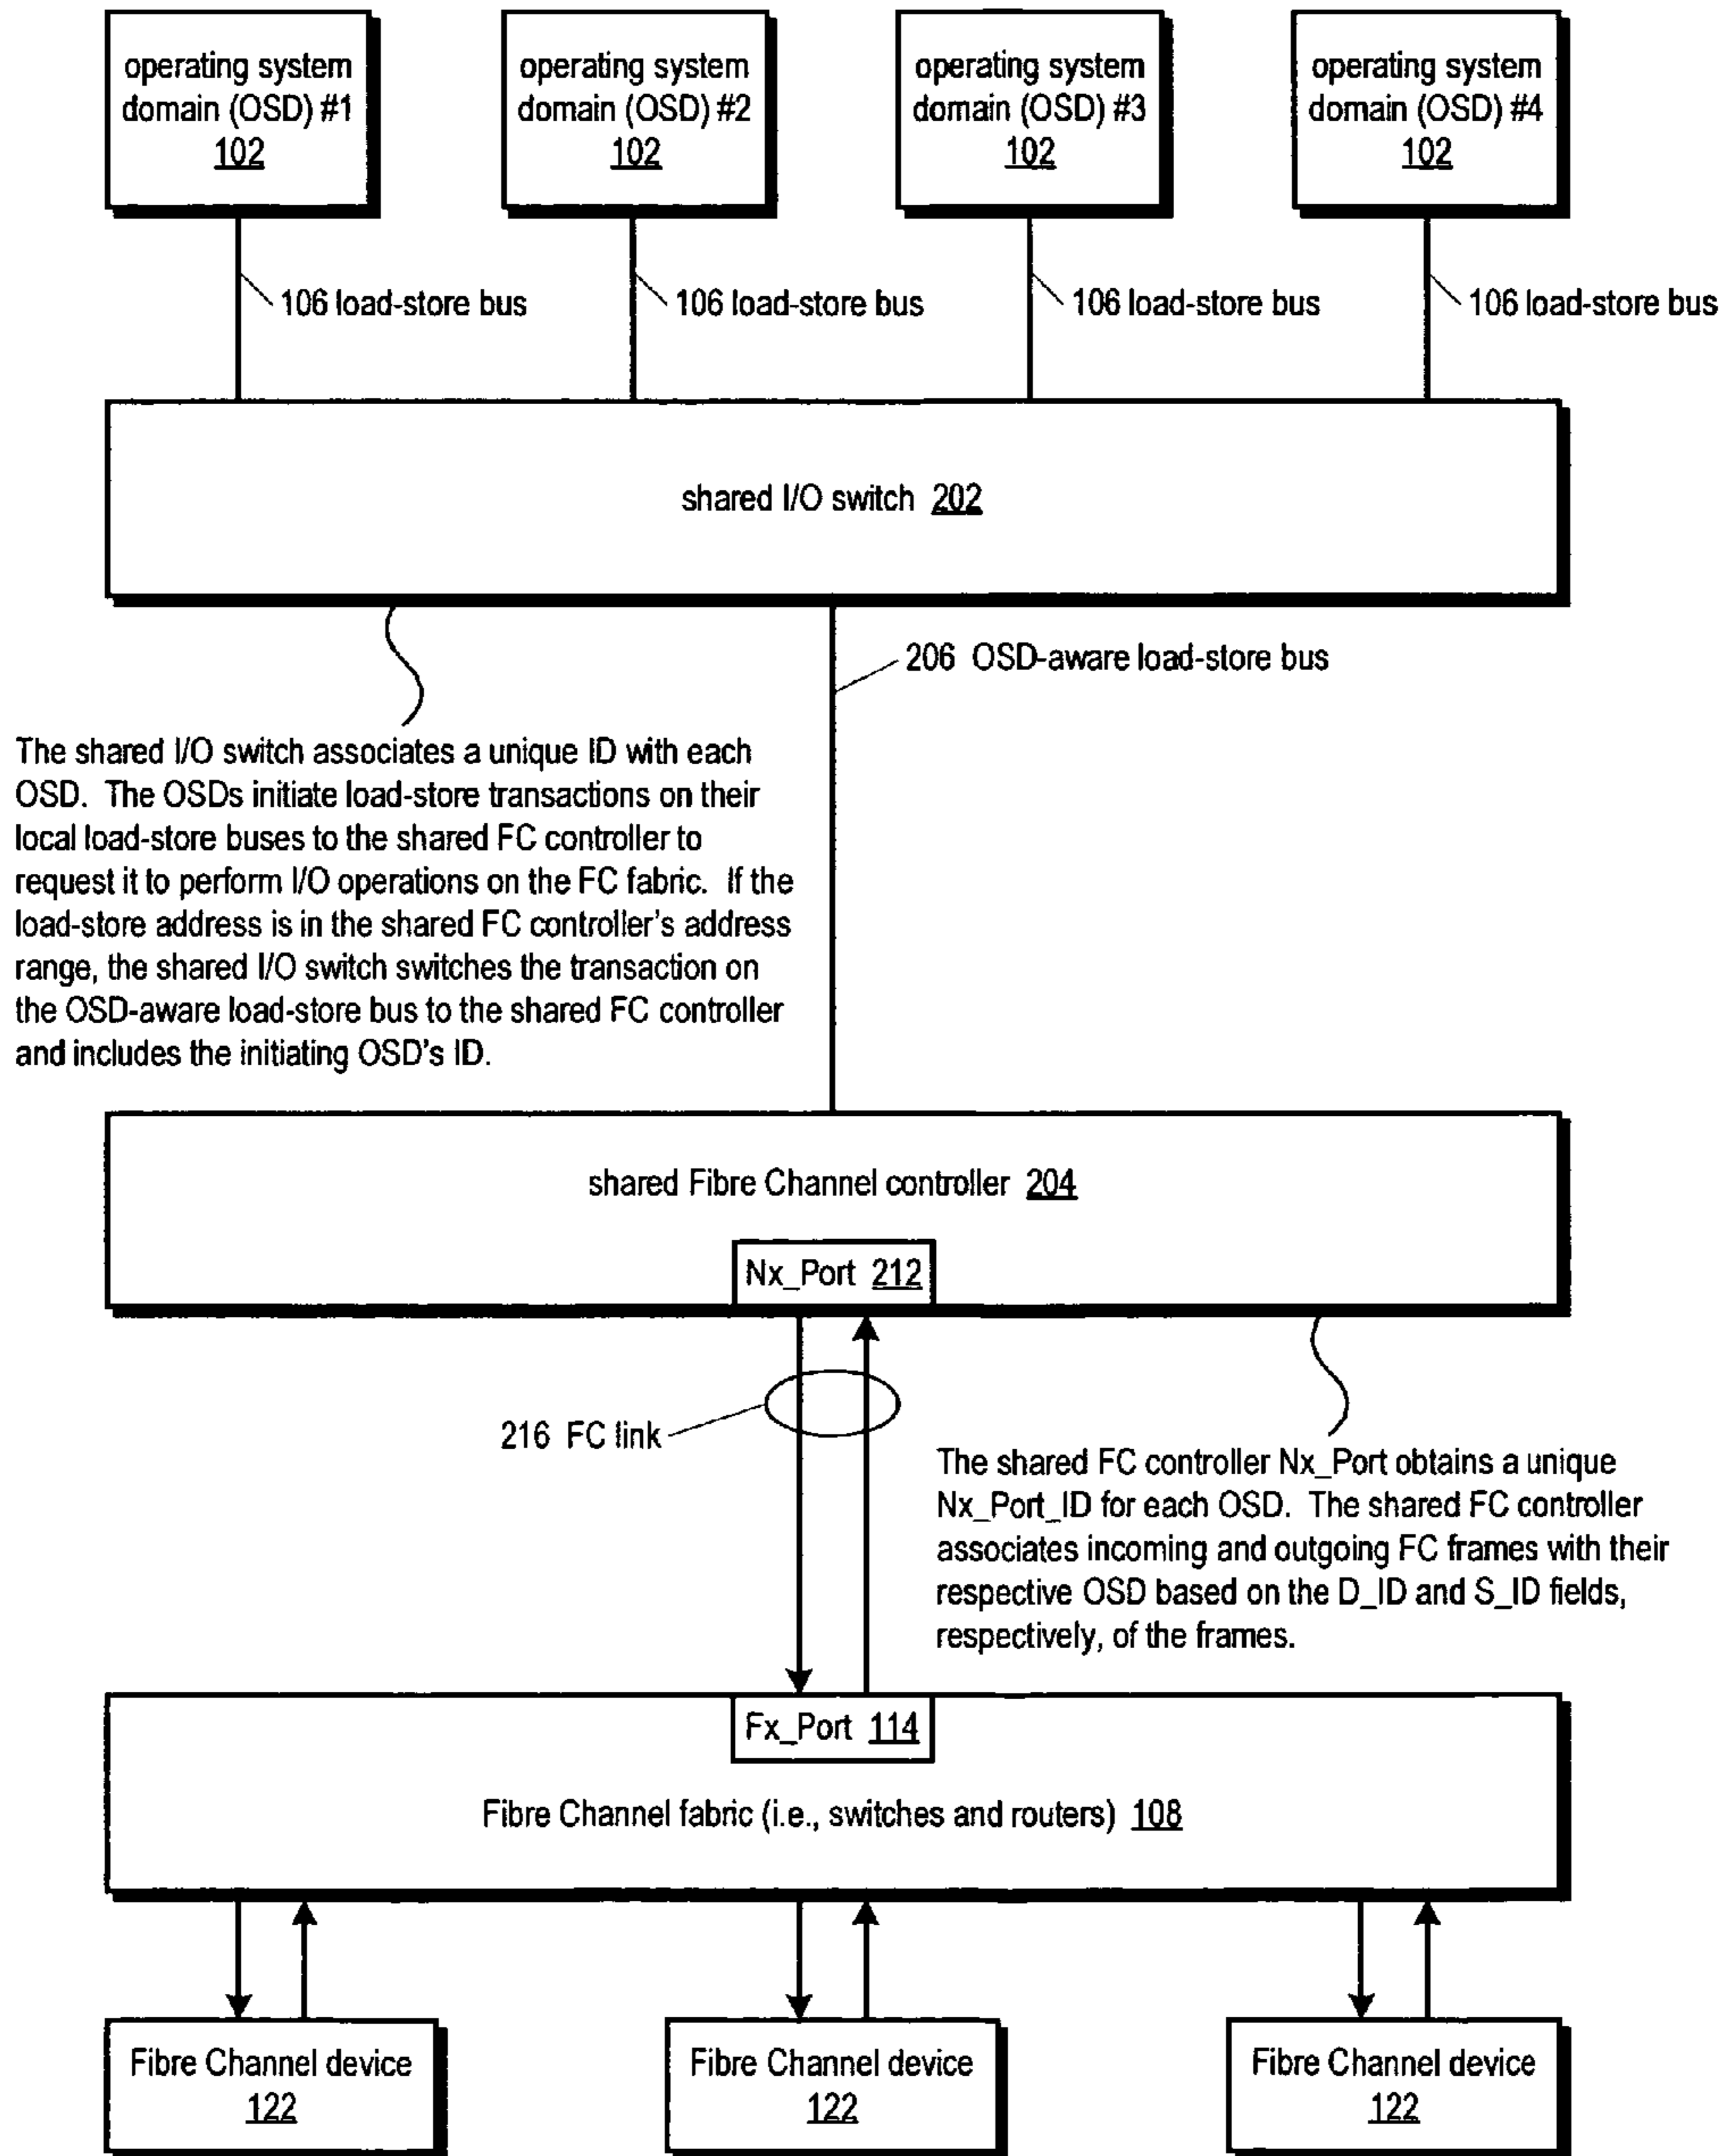 operating system
domain (OSD) #1
102
operating system
domain (OSD) #2
102
operating system
domain (OSD) #3
102
operating system
domain (OSD) #4
102
106 load-store bus
106 load-store bus
106 load-store bus
106 load-store bus
shared I/O switch 202
206 OSD-aware load-store bus
The shared I/O switch associates a unique ID with each
OSD. The OSDs initiate load-store transactions on their
local load-store buses to the shared FC controller to
request it to perform I/O operations on the FC fabric. If the
load-store address is in the shared FC controller's address
range, the shared I/O switch switches the transaction on
the OSD-aware load-store bus to the shared FC controller
and includes the initiating OSD's ID.
shared Fibre Channel controller 204
Nx_Port 212
216 FC link
The shared FC controller Nx_Port obtains a unique
Nx_Port_ID for each OSD. The shared FC controller
associates incoming and outgoing FC frames with their
respective OSD based on the D_ID and S_ID fields,
respectively, of the frames.
Fx_Port 114
Fibre Channel fabric (i.e., switches and routers) 108
Fibre Channel device
122
Fibre Channel device
122
Fibre Channel device
122